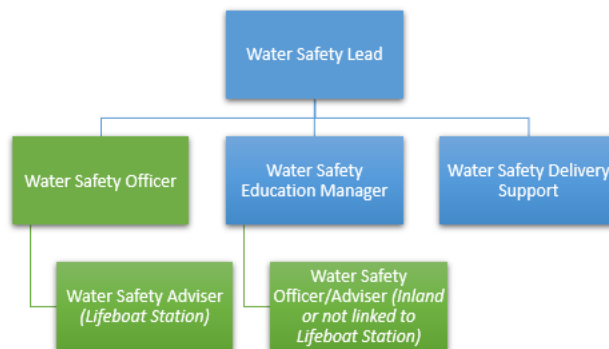 Water Safety Lead
Water Safety Officer
Water Safety
Education Manager
Water Safety Delivery
Support
Water Safety Adviser
(Lifeboat Station)
Water Safety
Officer/Adviser (Inland
or not linked to
Lifeboat Station)